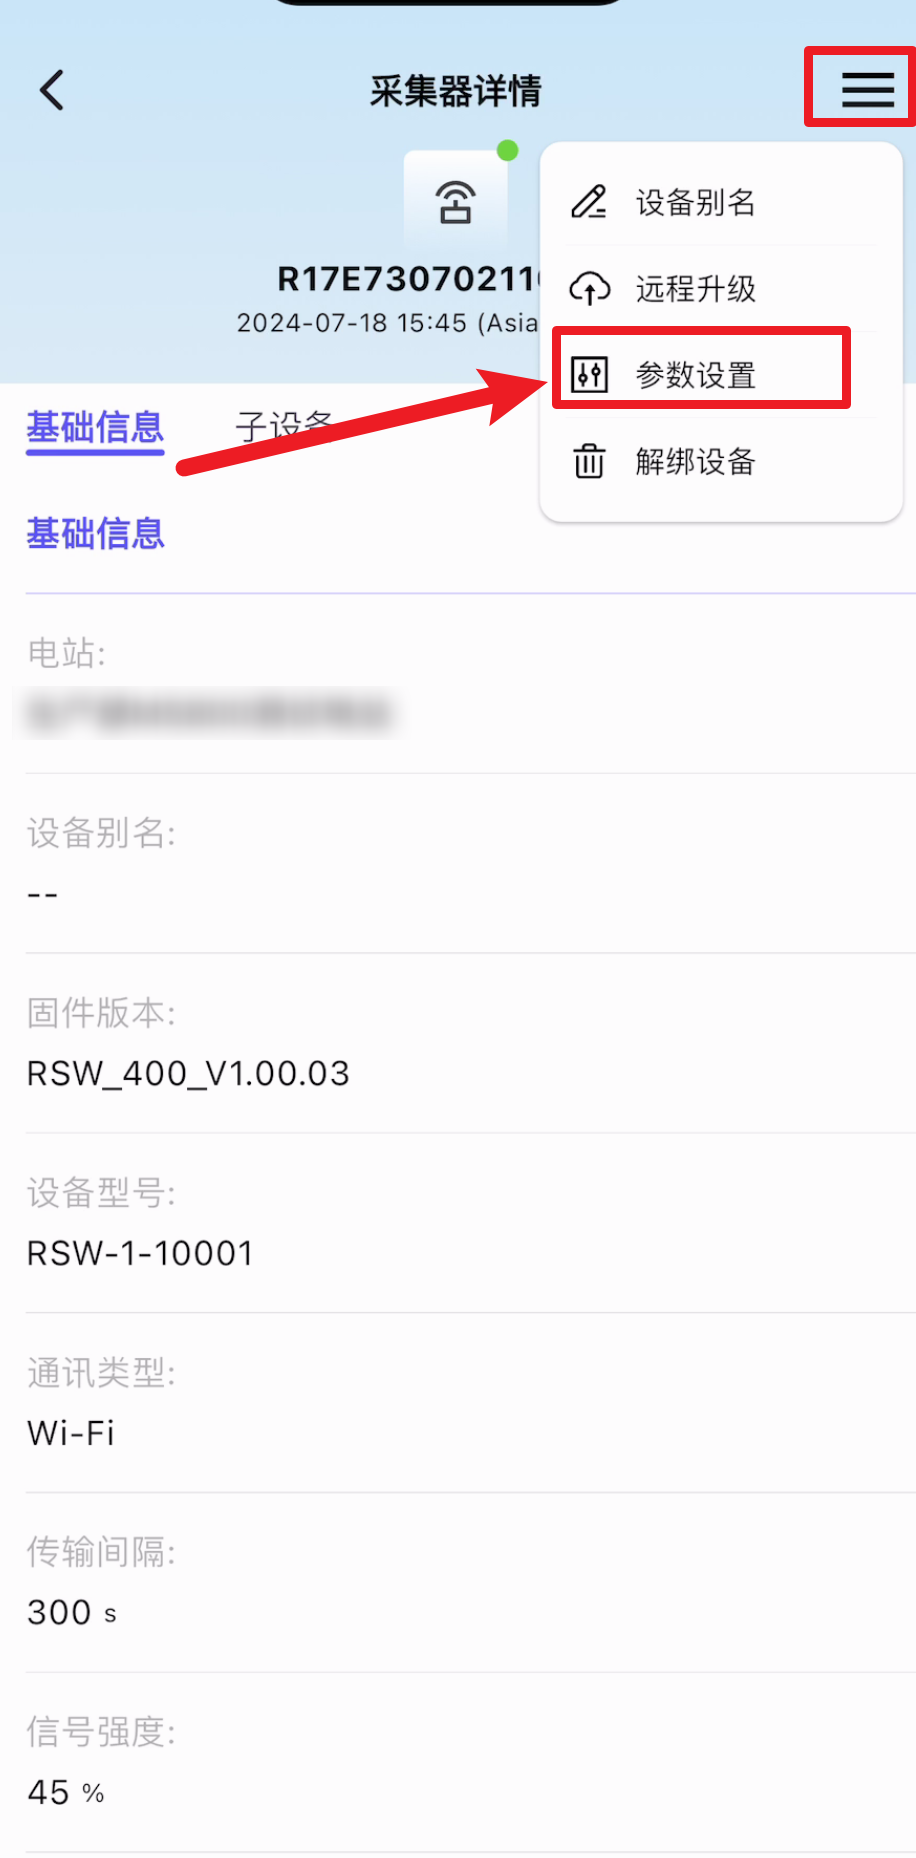 采集器详情
设备别名
远程升级
参数设置
解绑设备
R17E73070211
2024-07-18 15:45 (Asia
基础信息
子设备
基础信息
电站:
设备别名:
--
固件版本:
RSW_400_V1.00.03
设备型号:
RSW-1-10001
通讯类型:
Wi-Fi
传输间隔:
300 s
信号强度:
45 %